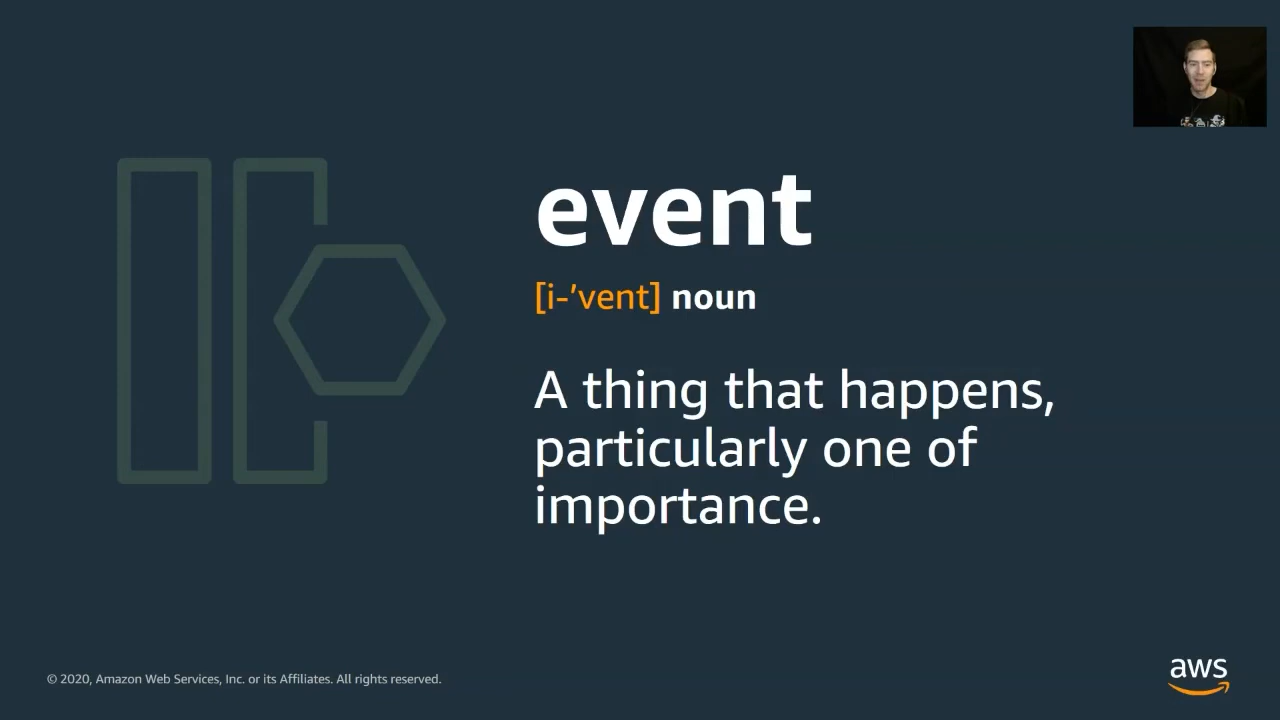 event
[i-’vent] noun
A thing that happens,
particularly one of
importance.
© 2020, Amazon Web Services, Inc. or its Affiliates. All rights reserved.
aws